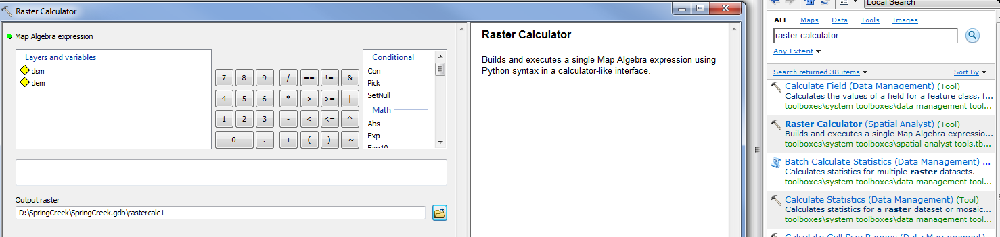 Raster Calculator
Map Algebra expression
Layers and variables
dsm
dem
7 8 9 / == != &
4 5 6 * > >= |
1 2 3 - < <= ^
0 . + ( ) ~
Conditional
Con
Pick
SetNull
Math
Abs
Exp
Exp10
Output raster
D:\SpringCreek\SpringCreek.gdb\rastercalc1
Raster Calculator
Builds and executes a single Map Algebra expression using
Python syntax in a calculator-like interface.
Local Search
ALL Maps Data Tools Images
raster calculator
Any Extent
Search returned 38 items Sort By
Calculate Field (Data Management) (Tool)
Calculates the values of a field for a feature class, f...
toolboxes\system toolboxes\data management tool...
Raster Calculator (Spatial Analyst) (Tool)
Builds and executes a single Map Algebra expressio...
toolboxes\system toolboxes\spatial analyst tools.tb...
Batch Calculate Statistics (Data Management) ...
Calculates statistics for multiple raster datasets.
toolboxes\system toolboxes\data management tool...
Calculate Statistics (Data Management) (Tool)
Calculates statistics for a raster dataset or mosaic...
toolboxes\system toolboxes\data management tool...
Calculate Cell Size Ranges (Data Management)